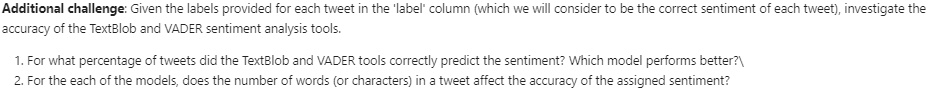 Additional challenge: Given the labels provided for each tweet in the 'label' column (which we will consider to be the correct sentiment of each tweet), investigate the
accuracy of the TextBlob and VADER sentiment analysis tools.
1. For what percentage of tweets did the TextBlob and VADER tools correctly predict the sentiment? Which model performs better?\
2. For the each of the models, does the number of words (or characters) in a tweet affect the accuracy of the assigned sentiment?